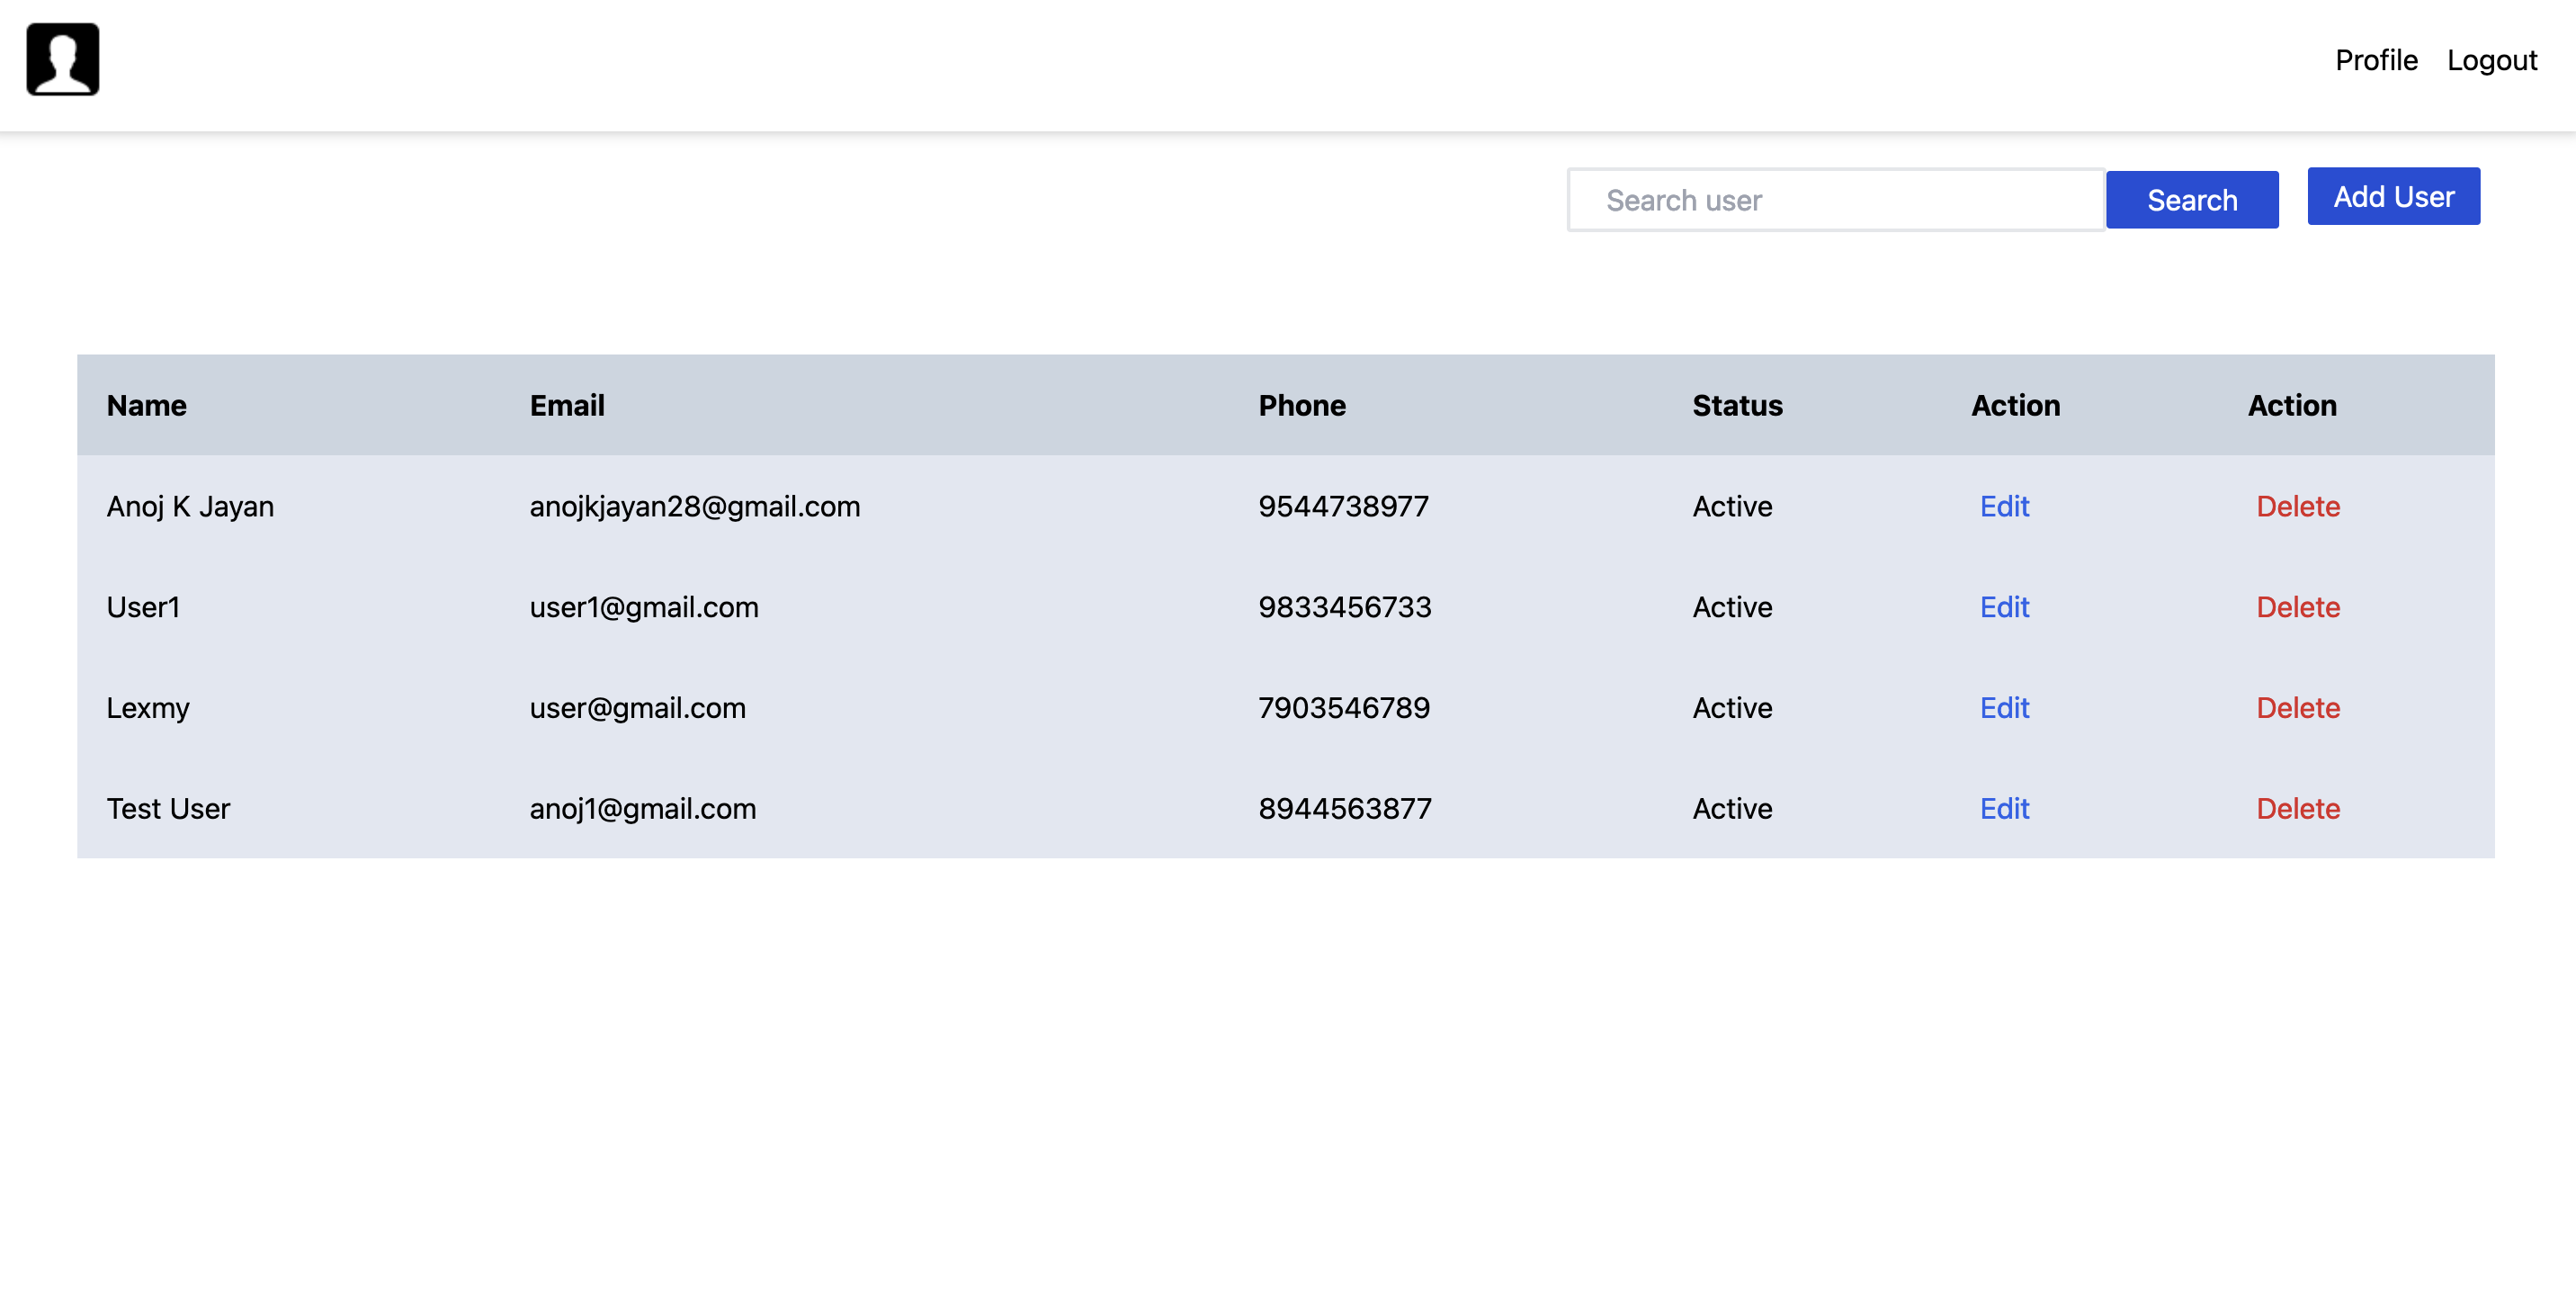 Profile Logout
Search user Search Add User
Name Email Phone Status Action Action
Anoj K Jayan anojkjayan28@gmail.com 9544738977 Active Edit Delete
User1 user1@gmail.com 9833456733 Active Edit Delete
Lexmy user@gmail.com 7903546789 Active Edit Delete
Test User anoj1@gmail.com 8944563877 Active Edit Delete